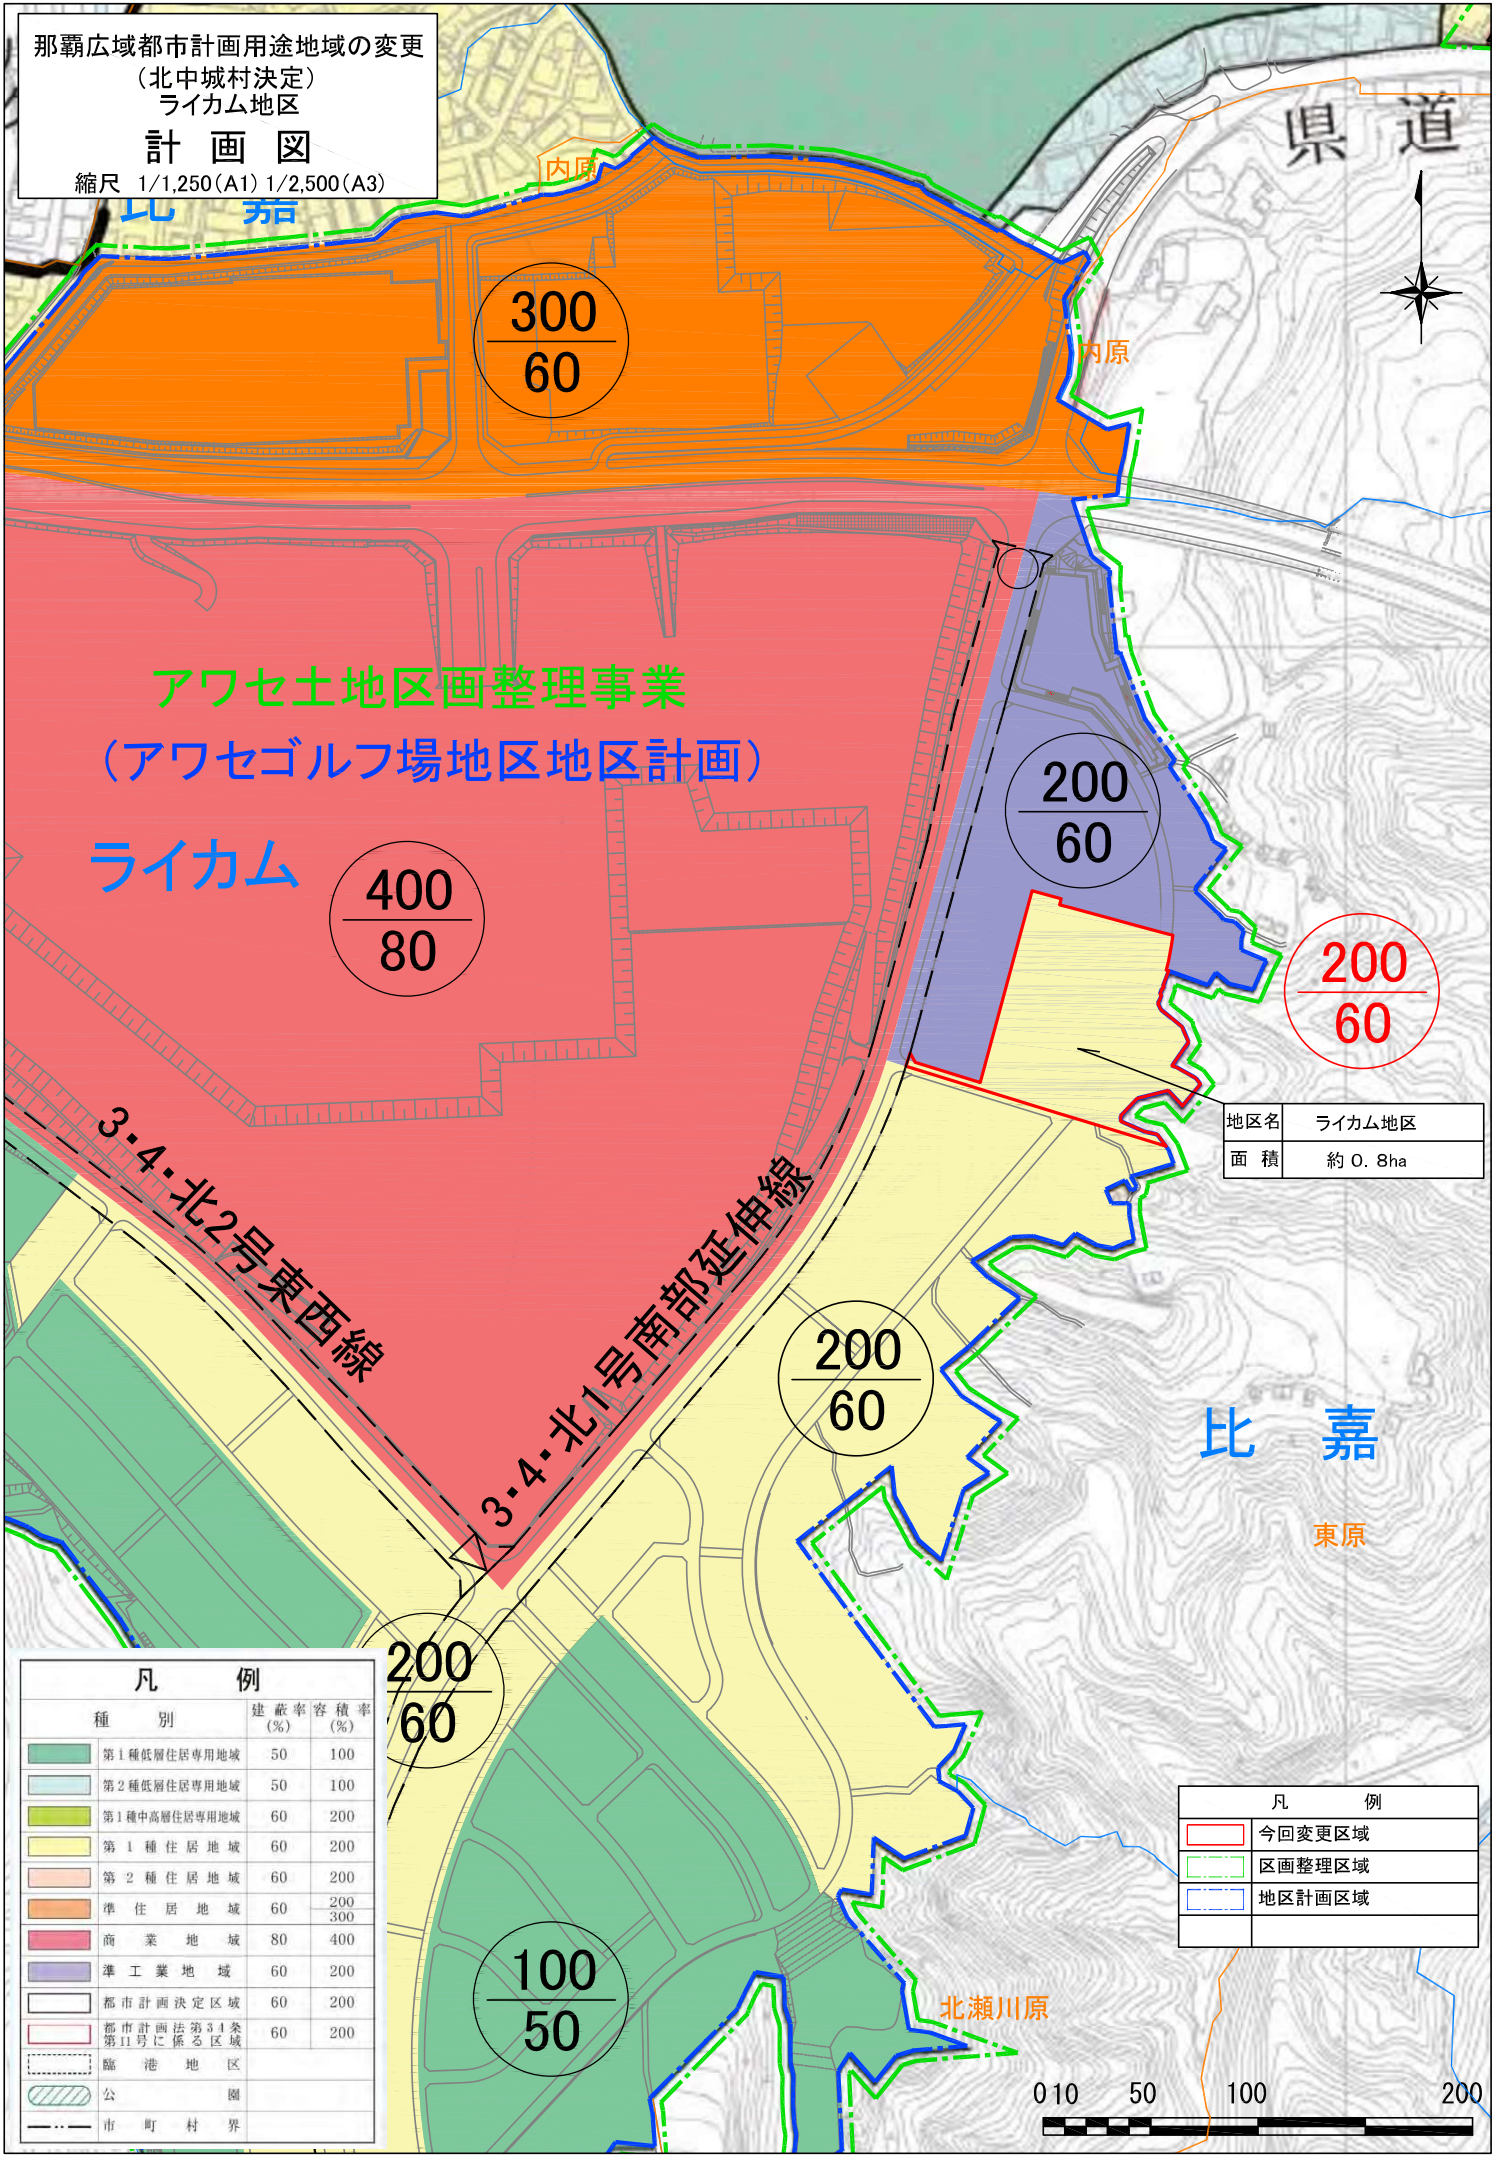 那覇広域都市計画用途地域の変更
(北中城村決定)
ライカム地区
計画図
縮尺 1/1,250(A1) 1/2,500(A3)
比嘉
内原
県道
300
60
内原
アワセ土地区画整理事業
(アワセゴルフ場地区地区計画)
ライカム
400
80
200
60
200
60
地区名 ライカム地区
面積 約0.8ha
3・4・北2号東西線
3・4・北1号南部延伸線
200
60
比嘉
東原
200
60
100
50
北瀬川原
凡例
種別 建蔽率(%) 容積率(%)
第1種低層住居専用地域 50 100
第2種低層住居専用地域 50 100
第1種中高層住居専用地域 60 200
第1種住居地域 60 200
第2種住居地域 60 200
準住居地域 60 200 300
商業地域 80 400
準工業地域 60 200
都市計画決定区域 60 200
都市計画法第34条
第11号に係る区域 60 200
臨港地区
公園
市町村界
凡例
今回変更区域
区画整理区域
地区計画区域
0 10 50 100 200